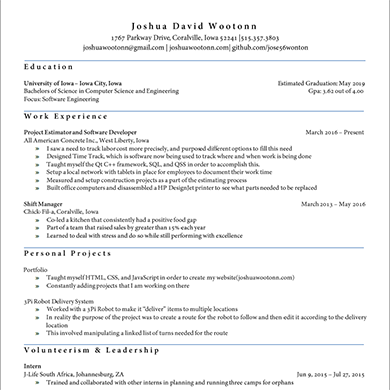 Joshua David Wootonn
1767 Parkway Drive, Coralville, Iowa 52241 |515.357.3803
joshuawootonn@gmail.com | joshuawootonn.com| github.com/jose56wonton
Education
University of Iowa – Iowa City, Iowa Estimated Graduation: May 2019
Bachelors of Science in Computer Science and Engineering Gpa: 3.62 out of 4.00
Focus: Software Engineering
Work Experience
Project Estimator and Software Developer March 2016 – Present
All American Concrete Inc., West Liberty, Iowa
» I saw a need to track labor cost more precisely, and purposed different options to fill this need
» Designed Time Track, which is software now being used to track where and when work is being done
» Taught myself the Qt C++ framework, SQL, and QSS to create this solution
» Setup a local network with tablets in place for employees to document their work time
» Measured and setup construction projects as a part of the estimating process
» Built office computers and disassembled a HP DesignJet printer to see what parts needed to be replaced
Shift Manager March 2013 – May 2016
Chick-Fil-a, Coralville, Iowa
» Co-led a kitchen that consistently had a positive food gap
» Part of a team that raised sales by greater than 15% each year
» Learned to deal with stress and do so while still performing with excellence
Personal Projects
Portfolio
» Taught myself HTML, CSS, and JavaScript in order to create my website(joshuawootonn.com)
» Constantly adding projects that I am working on there
3Pi Robot Delivery System
» Worked with a 3Pi Robot to make it "deliver" items to multiple locations
» In reality the purpose of the project was to create a route for the robot to follow and then edit it according to the delivery
location
» This involved manipulating a linked list of turns needed for the route
Volunteerism & Leadership
Intern
J-Life South Africa, Johannesburg, ZA Jun 9, 2015 – Jul 27, 2015
» Trained and collaborated with other interns in planning and running three camps for orphans